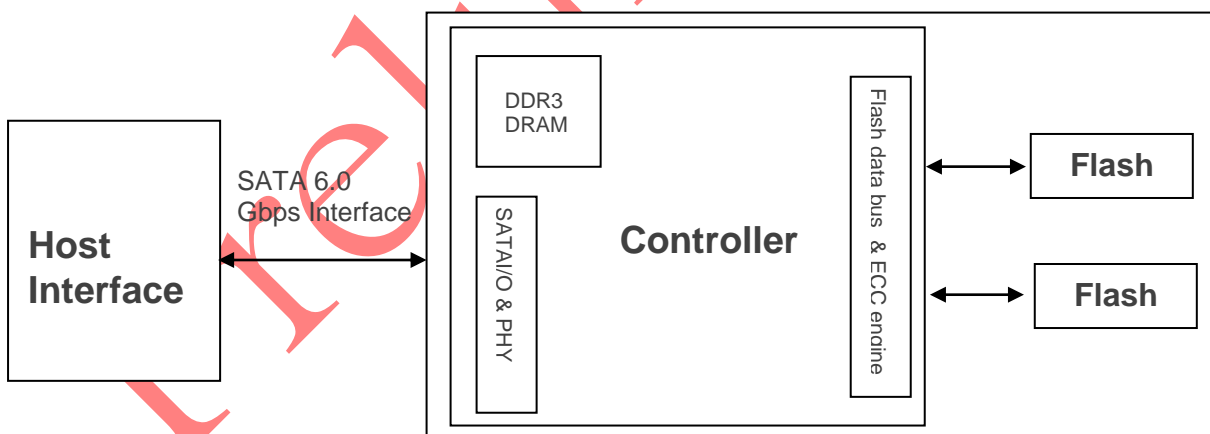 DDR3
DRAM
SATA 6.0
Gbps Interface
Host
Interface
SATAI/O & PHY
Controller
Flash data bus & ECC engine
Flash
Flash